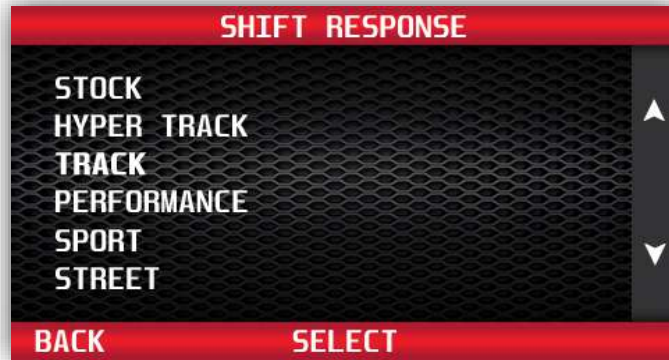 SHIFT RESPONSE
STOCK
HYPER TRACK
TRACK
PERFORMANCE
SPORT
STREET
BACK SELECT